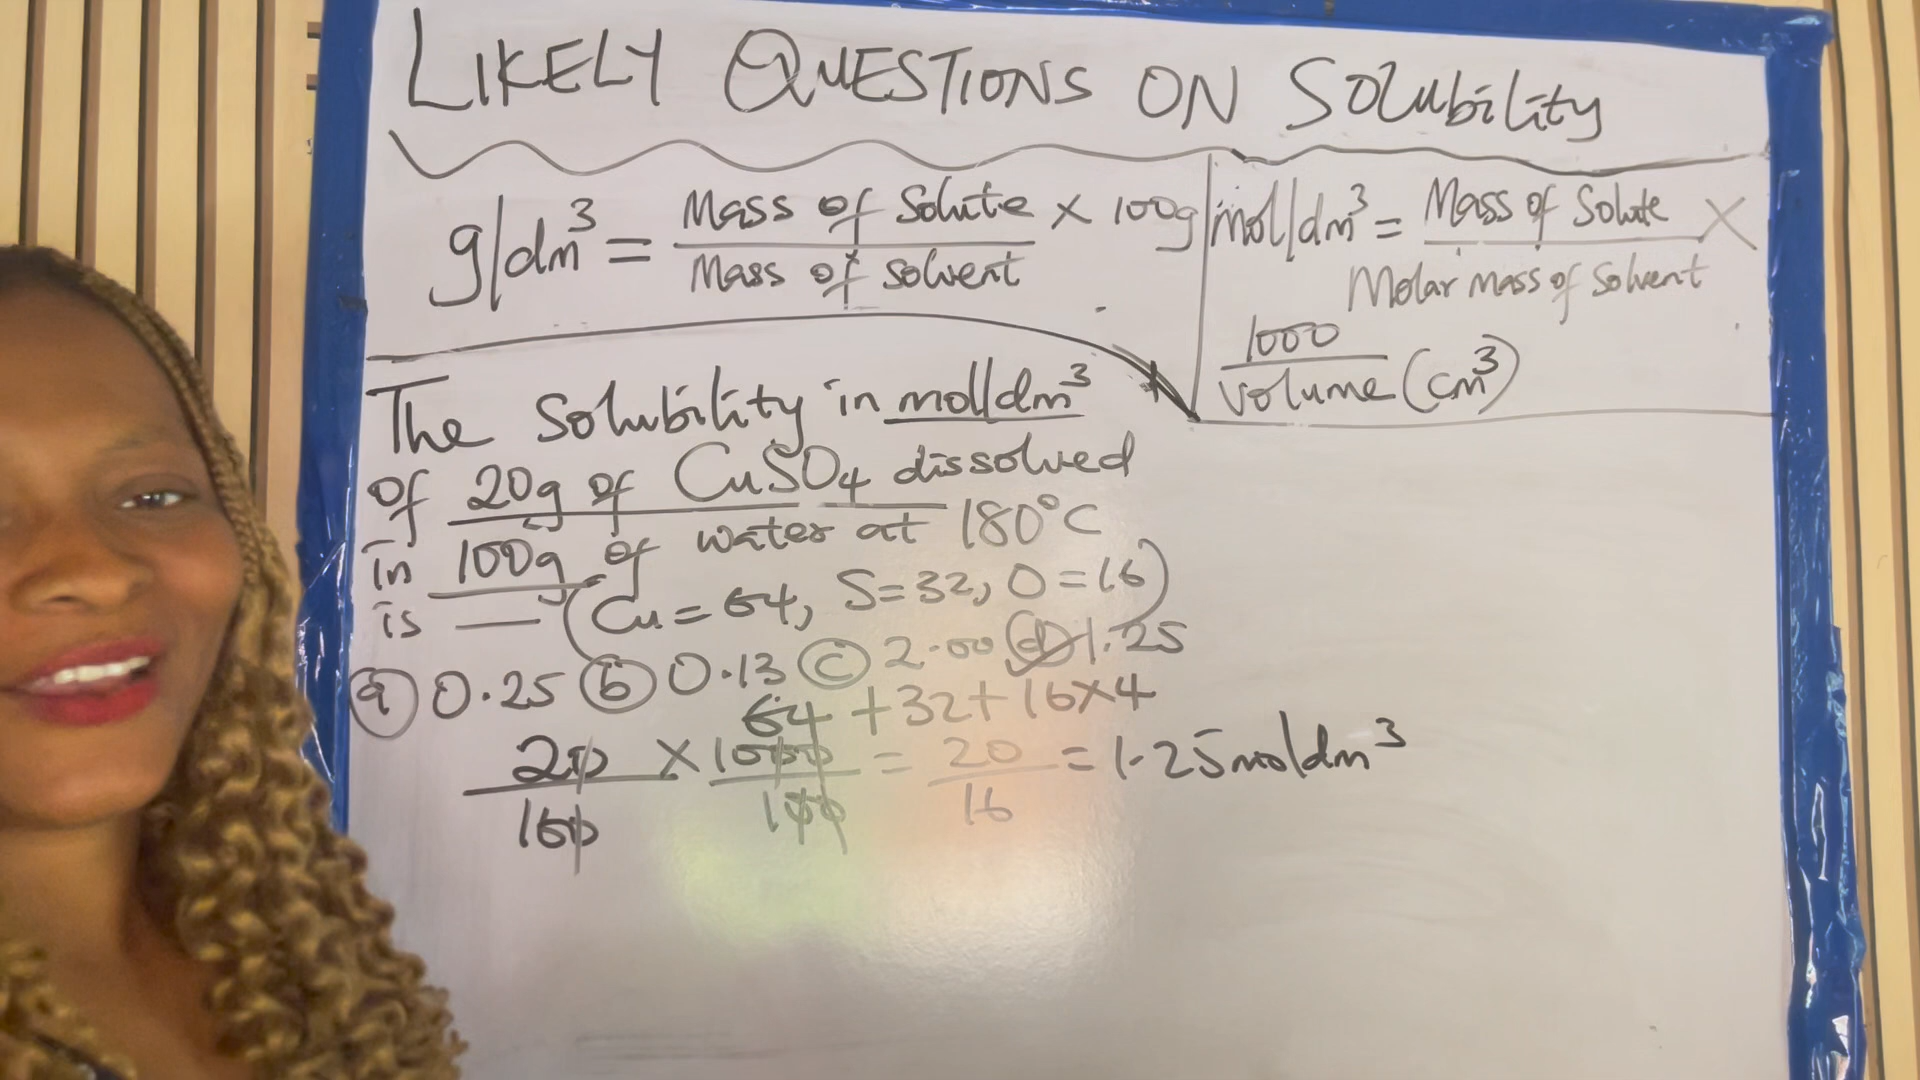 LIKELY QUESTIONS ON Solubility
g/dm³ = Mass of Solute / Mass of Solvent × 100g
mol/dm³ = Mass of Solute / Molar mass of Solvent ×
1000 / Volume (cm³)
The Solubility in mol/dm³
of 20g of CuSO₄ dissolved
in 100g of water at 180°C
is — (Cu = 64, S = 32, O = 16)
(a) 0.25 (b) 0.13 (c) 2.00 (d) 1.25
64 + 32 + 16×4
20/160 × 1000/100 = 20/16 = 1.25moldm³